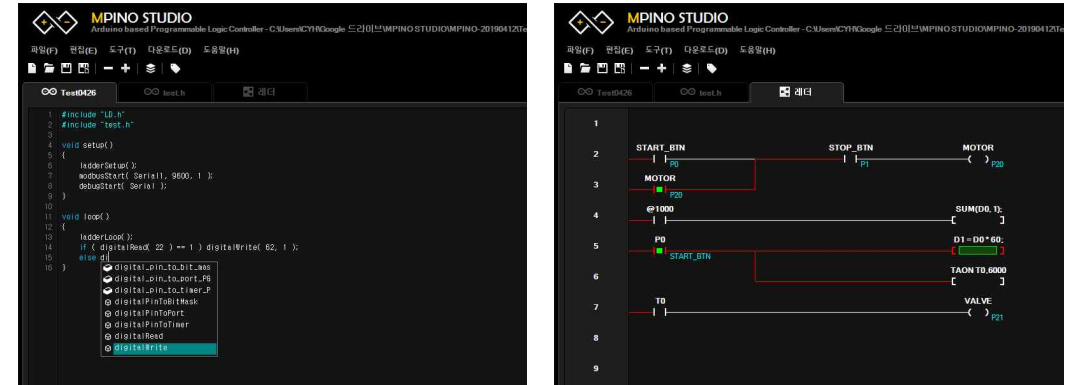 MPINO STUDIO
Arduino based Programmable Logic Controller - C:\Users\CYH\Google 드라이브\MPINO STUDIO\MPINO-20190412\Te
파일(F) 편집(E) 도구(T) 다운로드(D) 도움말(H)
Test0426 test.h 레더
1 #include "LD.h"
2 #include "test.h"
3
4 void setup()
5 {
6 ladderSetup();
7 modbusStart( Serial1, 9600, 1 );
8 debugStart( Serial );
9 }
10
11 void loop()
12 {
13 ladderLoop();
14 if ( digitalRead( 22 ) == 1 ) digitalWrite( 62, 1 );
15 else di
16 }
digital_pin_to_bit_mas
digital_pin_to_port_PG
digital_pin_to_timer_P
digitalPinToBitMask
digitalPinToPort
digitalPinToTimer
digitalRead
digitalWrite
MPINO STUDIO
Arduino based Programmable Logic Controller - C:\Users\CYH\Google 드라이브\MPINO STUDIO\MPINO-20190412\Te
파일(F) 편집(E) 도구(T) 다운로드(D) 도움말(H)
Test0426 test.h 레더
1
START_BTN STOP_BTN MOTOR
2 P0 P1 P20
MOTOR
3 P20
@1000 SUM(D0, 1);
4
P0 D1=D0*60;
5 START_BTN
TAON T0,6000
6
T0 VALVE
7 P21
8
9